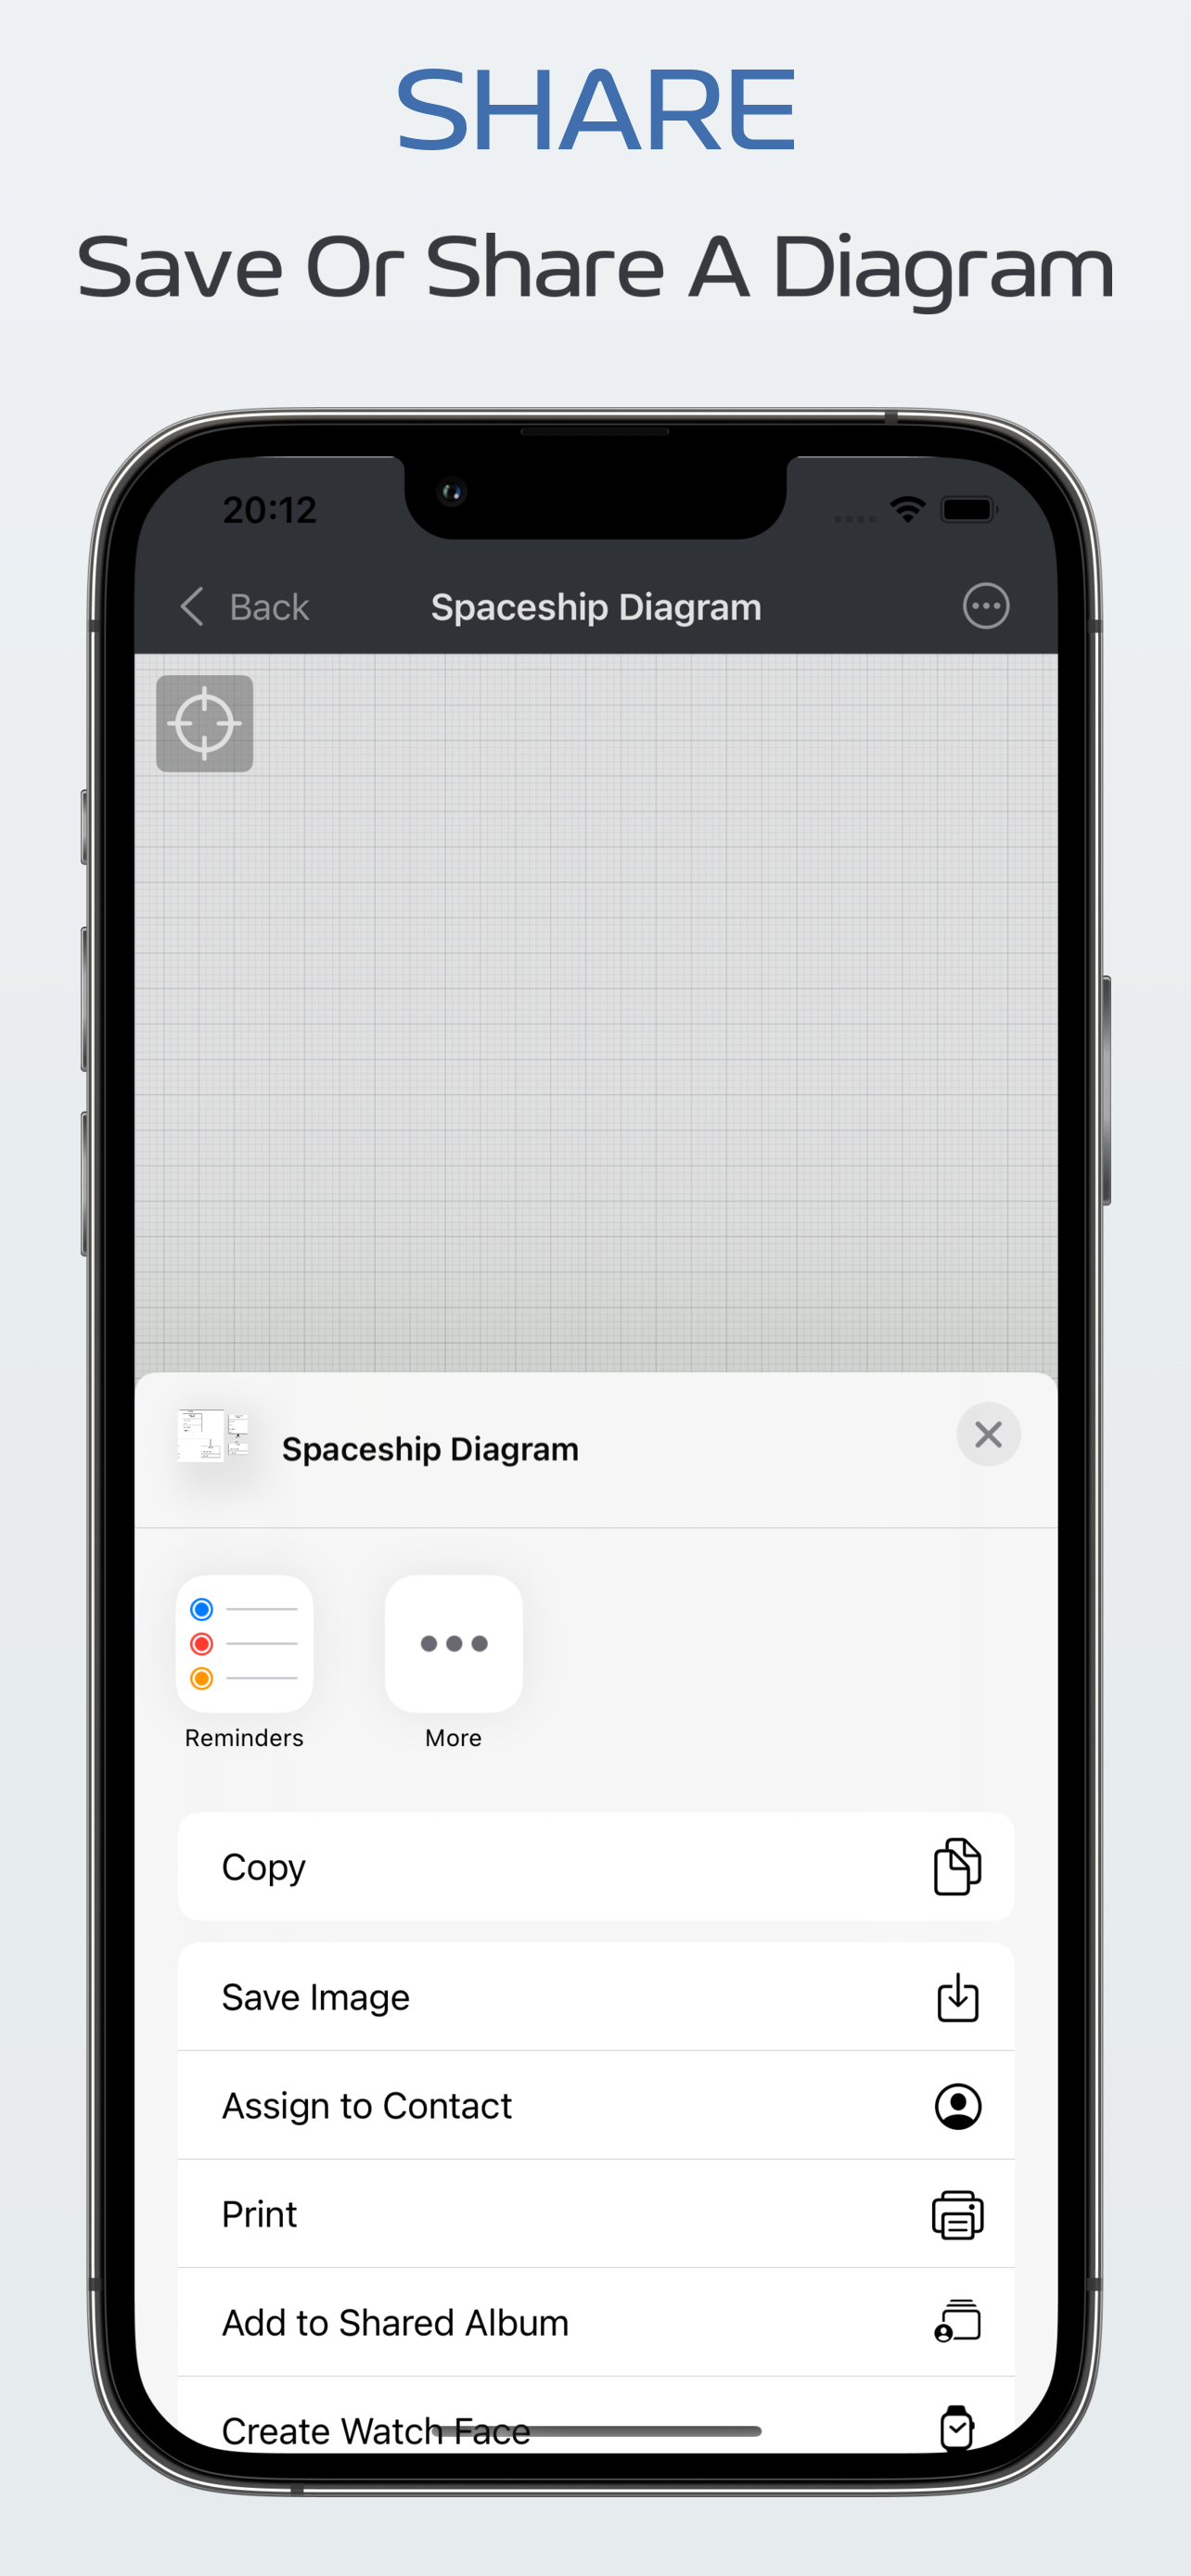 SHARE
Save Or Share A Diagram
20:12
Back
Spaceship Diagram
Spaceship Diagram
Reminders
More
Copy
Save Image
Assign to Contact
Print
Add to Shared Album
Create Watch Face